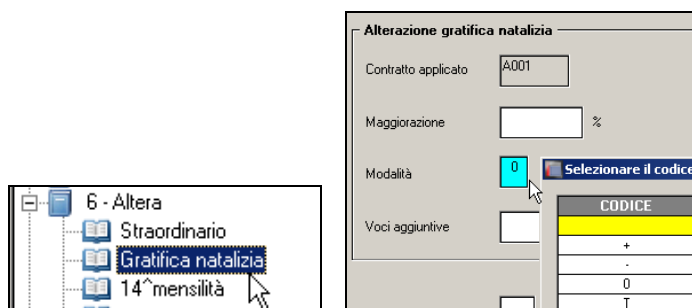 6 - Altera
Straordinario
Gratifica natalizia
14^mensilità
Alterazione gratifica natalizia
Contratto applicato A001
Maggiorazione %
Modalità 0
Voci aggiuntive
Selezionare il codice
CODICE
+
-
0
T